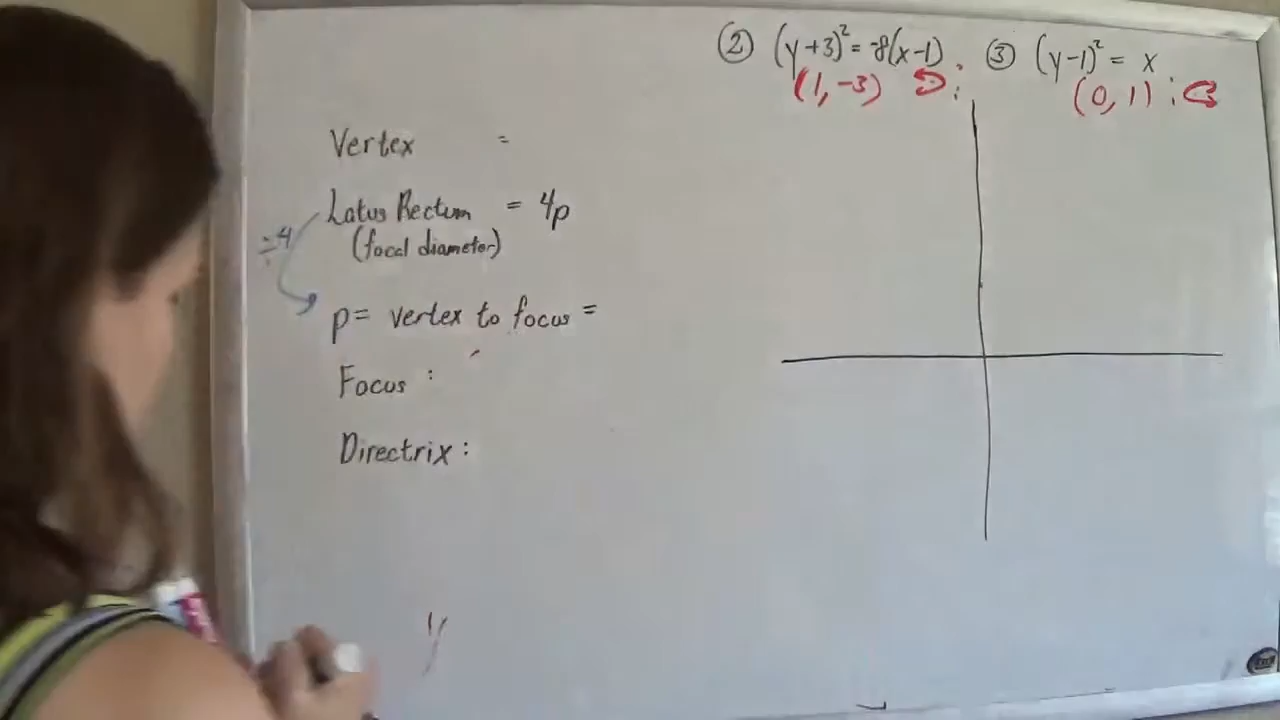 ② (y+3)² = -8(x-1) ③ (y-1)² = x
(1, -3) (0, 1)
Vertex =
Latus Rectum = 4p
÷4
(focal diameter)
p = vertex to focus =
Focus :
Directrix :